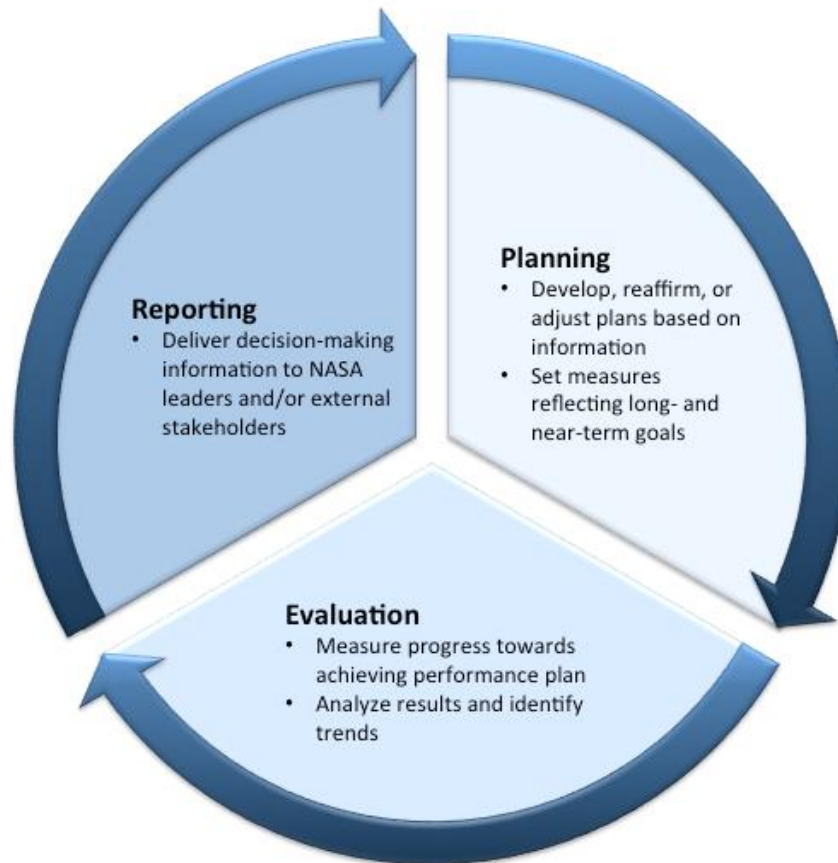 Planning
• Develop, reaffirm, or
adjust plans based on
information
• Set measures
reflecting long- and
near-term goals
Evaluation
• Measure progress towards
achieving performance plan
• Analyze results and identify
trends
Reporting
• Deliver decision-making
information to NASA
leaders and/or external
stakeholders